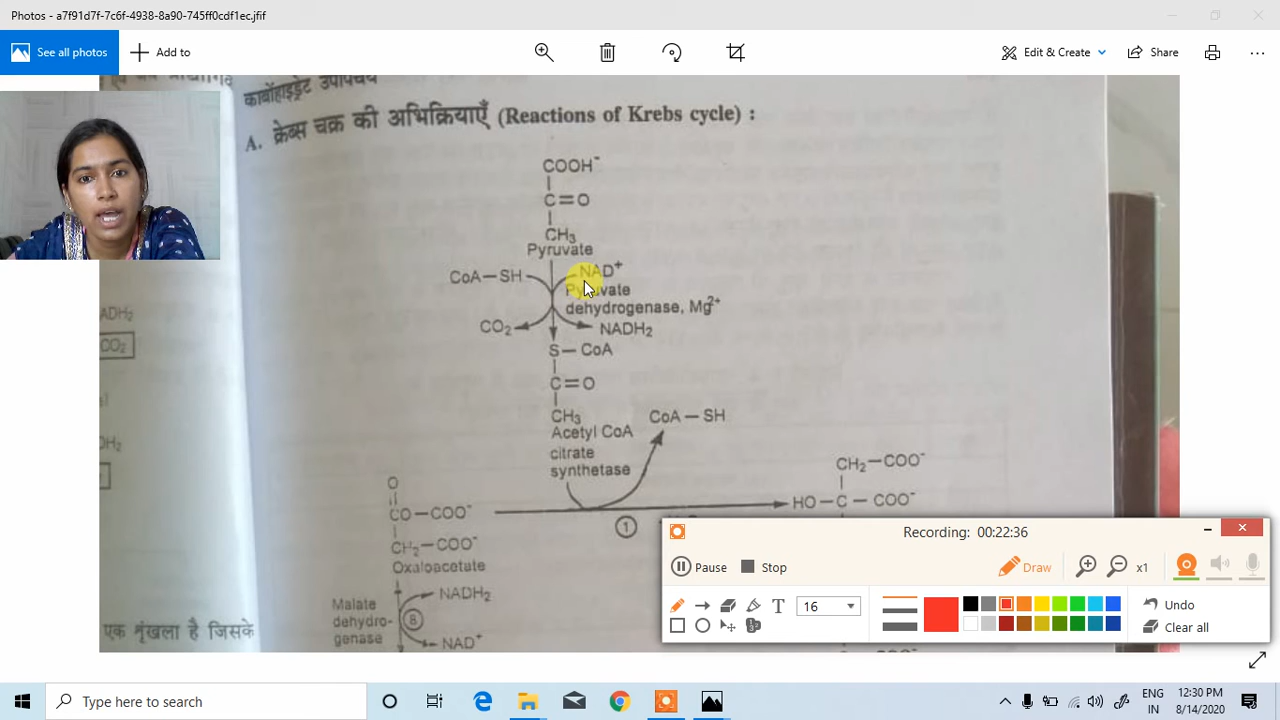 Photos - a7f91d7f-7c6f-4938-8a90-745ff0cdf1ec.jfif
See all photos
Add to
Edit & Create
Share
कार्बोहाइड्रेट उपापचय
A. क्रेब्स चक्र की अभिक्रियाएँ (Reactions of Krebs cycle) :
COOH⁻
C=O
CH₃
Pyruvate
CoA—SH
NAD⁺
Pyruvate
dehydrogenase, Mg²⁺
CO₂
NADH₂
S—CoA
C=O
CH₃
CoA—SH
Acetyl CoA
citrate
synthetase
ADH₂
CO₂
CH₂—COO⁻
HO—C—COO⁻
O
CO—COO⁻
1
CH₂—COO⁻
Oxaloacetate
NADH₂
Malate
dehydro-
genase
8
NAD⁺
एक शृंखला है जिसके
COO⁻
Recording: 00:22:36
Pause
Stop
Draw
x1
T
16
Undo
Clear all
Type here to search
ENG
IN
12:30 PM
8/14/2020